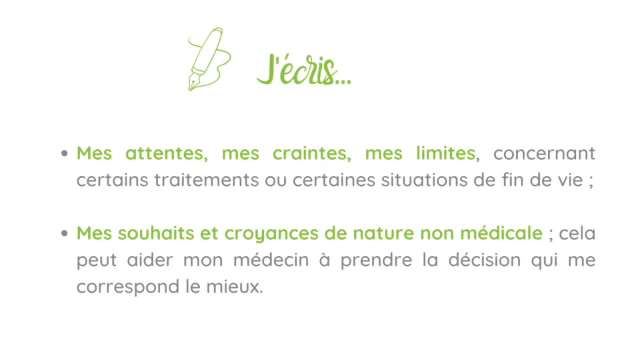 J'écris...
• Mes attentes, mes craintes, mes limites, concernant
certains traitements ou certaines situations de fin de vie ;
• Mes souhaits et croyances de nature non médicale ; cela
peut aider mon médecin à prendre la décision qui me
correspond le mieux.